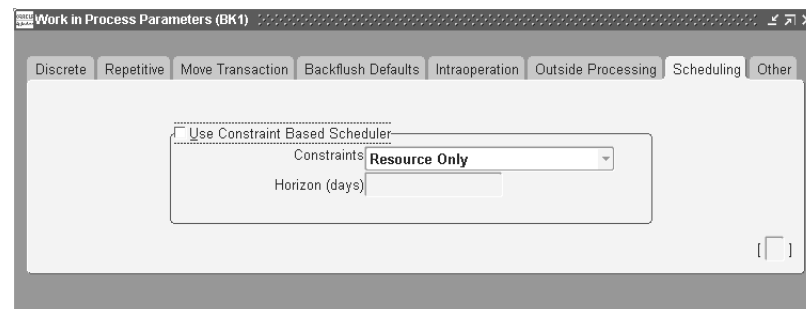 Work in Process Parameters (BK1)
Discrete Repetitive Move Transaction Backflush Defaults Intraoperation Outside Processing Scheduling Other
Use Constraint Based Scheduler
Constraints Resource Only
Horizon (days)
[ ]